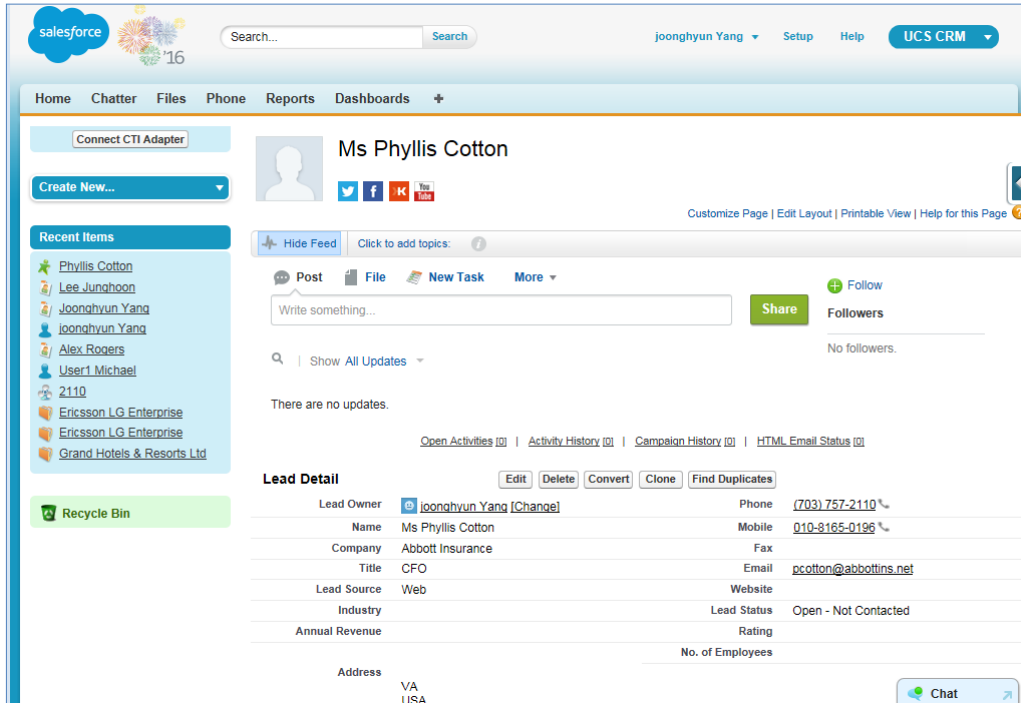 salesforce
'16
Search... Search
joonghyun Yang Setup Help UCS CRM
Home Chatter Files Phone Reports Dashboards +
Connect CTI Adapter
Create New...
Recent Items
Phyllis Cotton
Lee Junghoon
Joonghyun Yang
joonghyun Yang
Alex Rogers
User1 Michael
2110
Ericsson LG Enterprise
Ericsson LG Enterprise
Grand Hotels & Resorts Ltd
Recycle Bin
Ms Phyllis Cotton
You Tube
Customize Page | Edit Layout | Printable View | Help for this Page
Hide Feed Click to add topics:
Post File New Task More
Write something... Share
Follow
Followers
No followers.
Show All Updates
There are no updates.
Open Activities [0] | Activity History [0] | Campaign History [0] | HTML Email Status [0]
Lead Detail Edit Delete Convert Clone Find Duplicates
Lead Owner joonghyun Yang [Change] Phone (703) 757-2110
Name Ms Phyllis Cotton Mobile 010-8165-0196
Company Abbott Insurance Fax
Title CFO Email pcotton@abbottins.net
Lead Source Web Website
Industry Lead Status Open - Not Contacted
Annual Revenue Rating
No. of Employees
Address
VA
USA
Chat